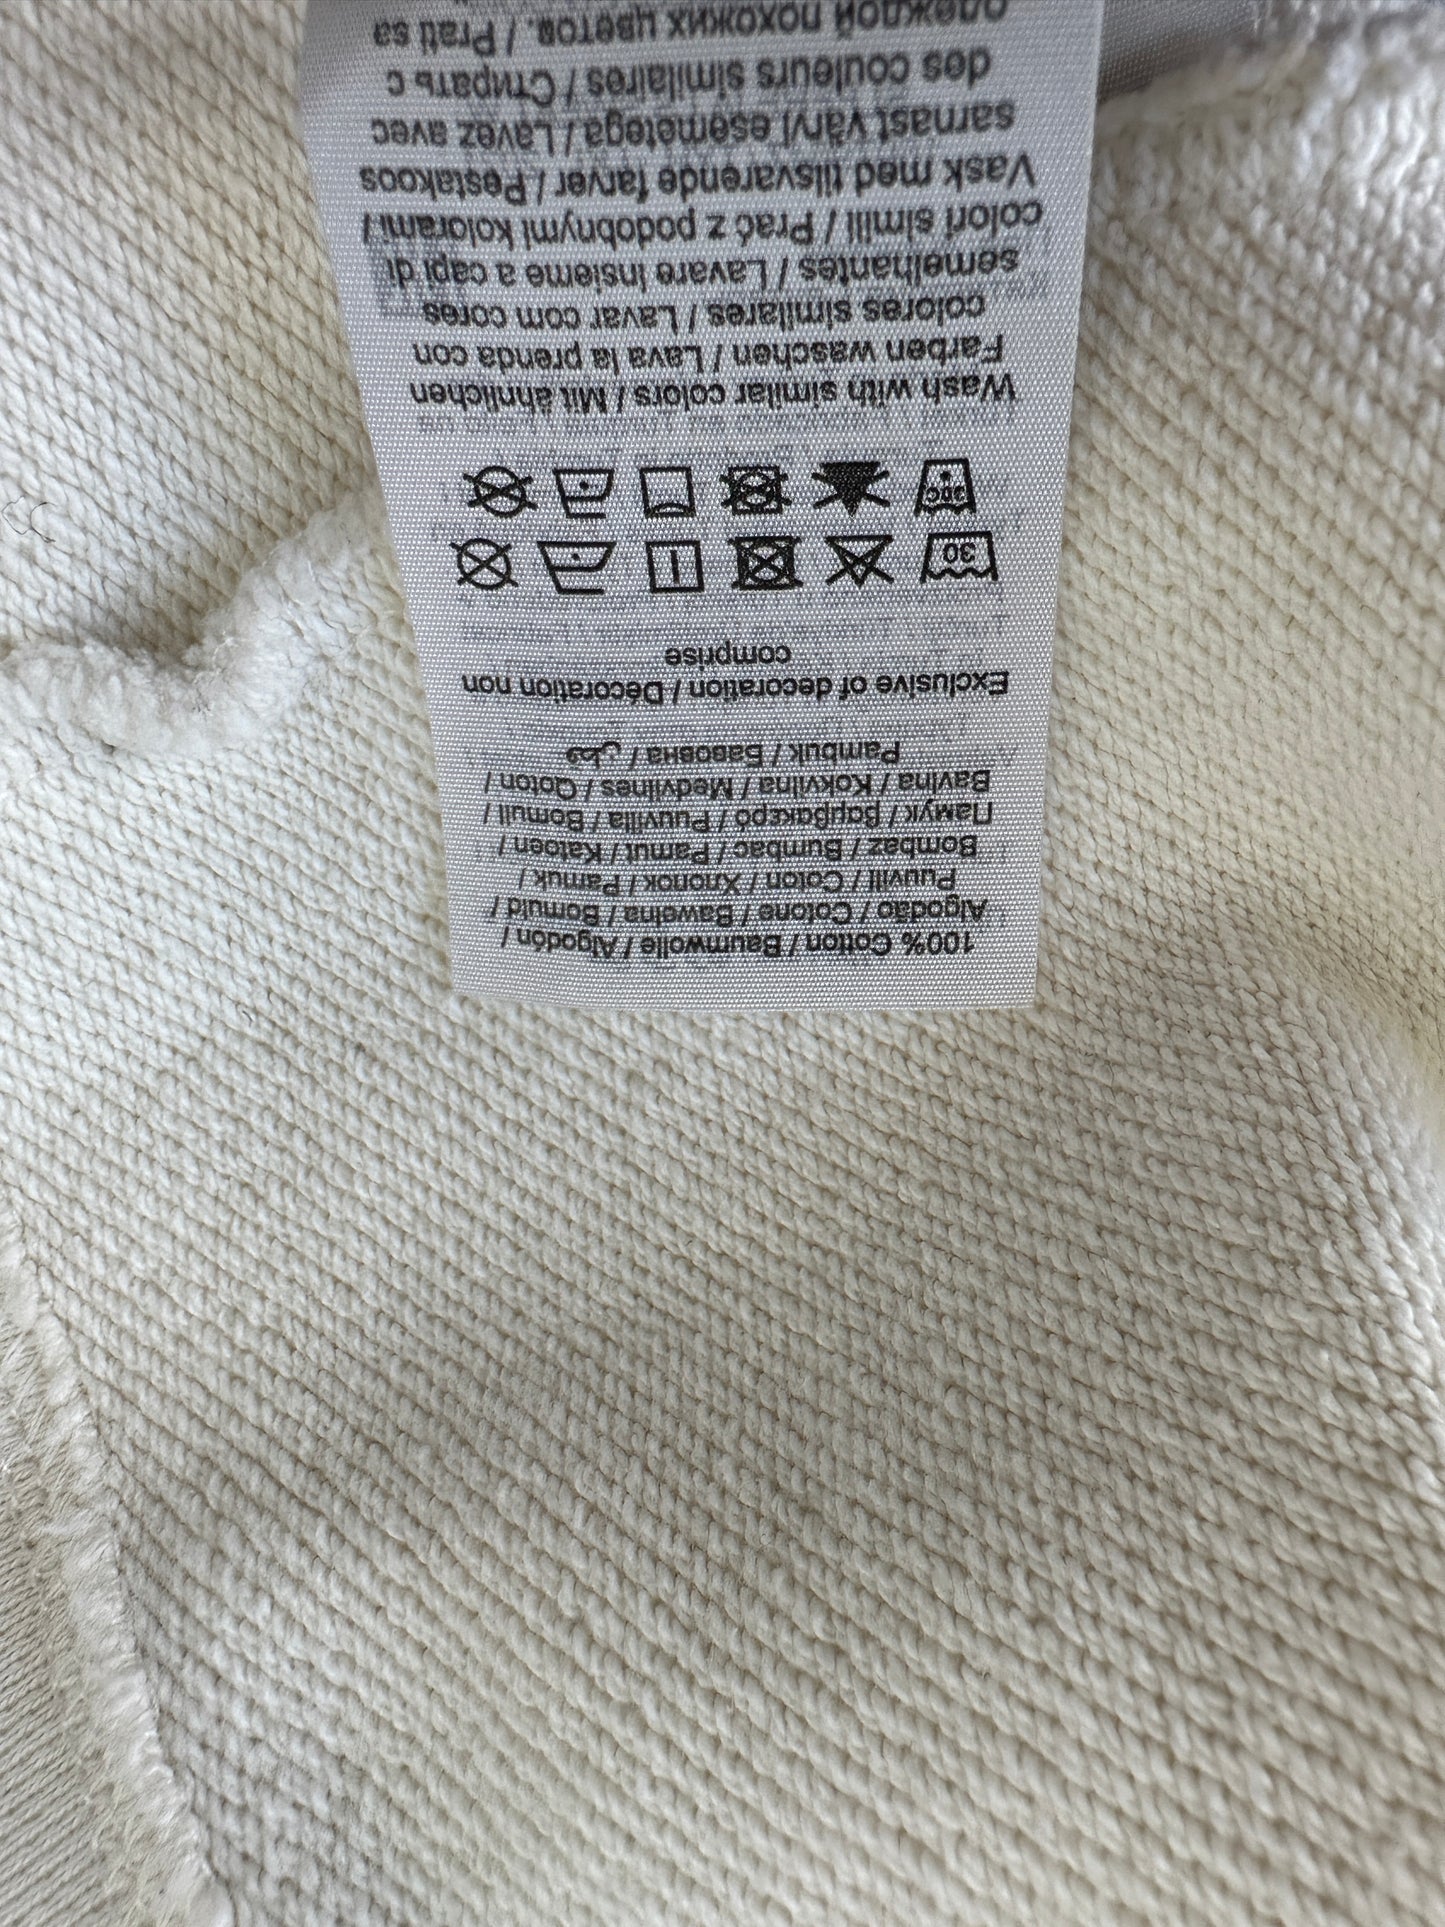 100% Cotton / Baumwolle / Algodón /
Algodão / Cotone / Bawełna / Bomuld /
Puuvill / Coton / Хлопок / Pamuk /
Bombaz / Bumbac / Pamut / Katoen /
Памук / Βαμβακερό / Puuvilla / Bomull /
Bavlna / Kokvilna / Medvilnės / Qoton /
Pambuk / Бавовна / قطن
Exclusive of decoration / Décoration non
comprise
30
30C
Wash with similar colors / Mit ähnlichen
Farben waschen / Lava la prenda con
colores similares / Lavar com cores
semelhantes / Lavare insieme a capi di
colori simili / Prać z podobnymi kolorami /
Vask med tilsvarende farver / Pestakoos
sarnast värvi esemetega / Lavez avec
des couleurs similaires / Стирать с
одеждой похожих цветов. / Prati sa